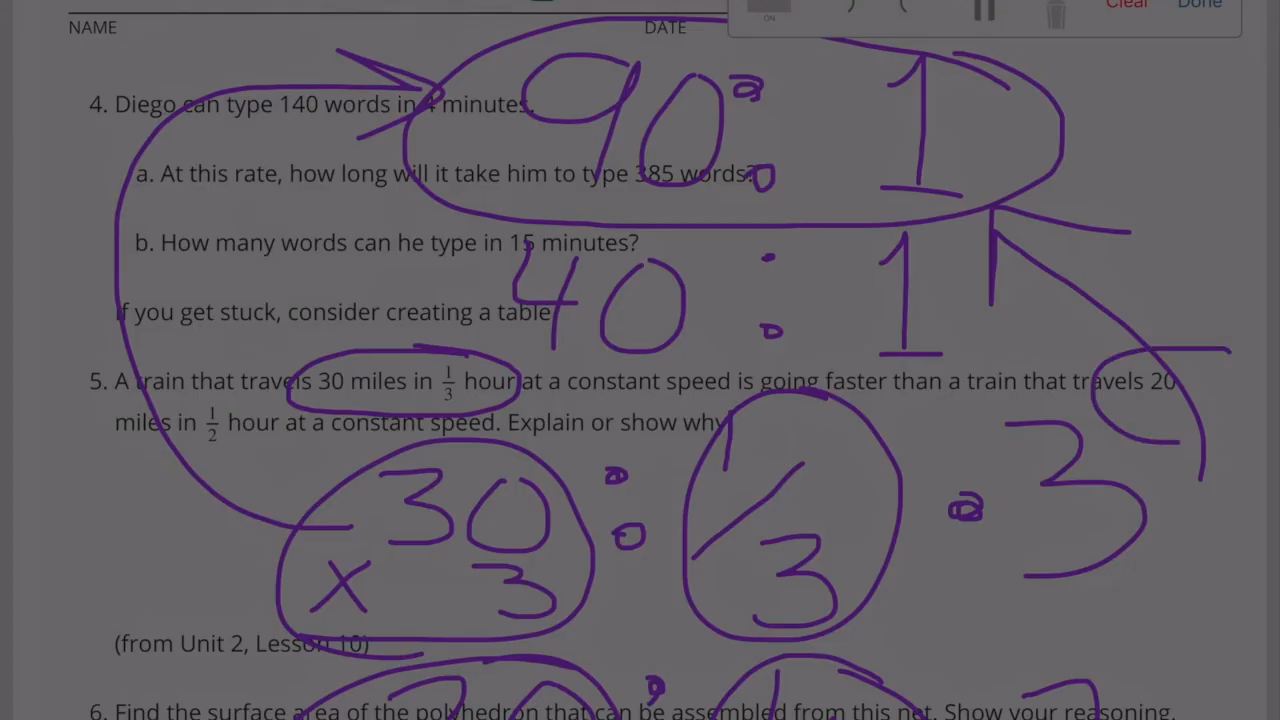 ON
Clear
Done
NAME
DATE
4. Diego can type 140 words in 4 minutes.
90 : 1
a. At this rate, how long will it take him to type 385 words?
b. How many words can he type in 15 minutes?
40 : 1
If you get stuck, consider creating a table
5. A train that travels 30 miles in 1/3 hour at a constant speed is going faster than a train that travels 20
miles in 1/2 hour at a constant speed. Explain or show why
30 : 1/3 · 3
x 3
(from Unit 2, Lesson 10)
6. Find the surface area of the polyhedron that can be assembled from this net. Show your reasoning.